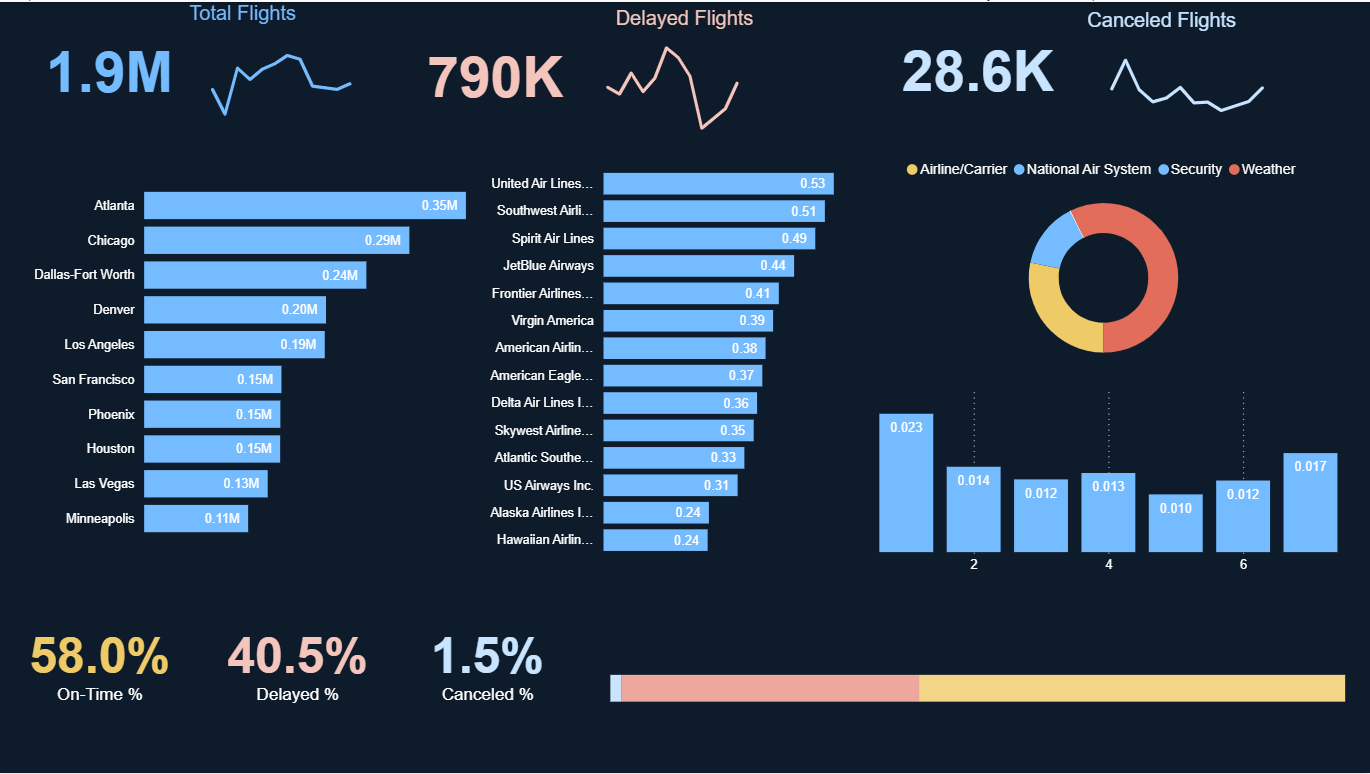 Total Flights
Delayed Flights
Canceled Flights
1.9M
790K
28.6K
Atlanta 0.35M
Chicago 0.29M
Dallas-Fort Worth 0.24M
Denver 0.20M
Los Angeles 0.19M
San Francisco 0.15M
Phoenix 0.15M
Houston 0.15M
Las Vegas 0.13M
Minneapolis 0.11M
United Air Lines... 0.53
Southwest Airli... 0.51
Spirit Air Lines 0.49
JetBlue Airways 0.44
Frontier Airlines... 0.41
Virgin America 0.39
American Airlin... 0.38
American Eagle... 0.37
Delta Air Lines I... 0.36
Skywest Airline... 0.35
Atlantic Southe... 0.33
US Airways Inc. 0.31
Alaska Airlines I... 0.24
Hawaiian Airlin... 0.24
Airline/Carrier National Air System Security Weather
0.023 0.014 0.012 0.013 0.010 0.012 0.017
2 4 6
58.0% 40.5% 1.5%
On-Time % Delayed % Canceled %